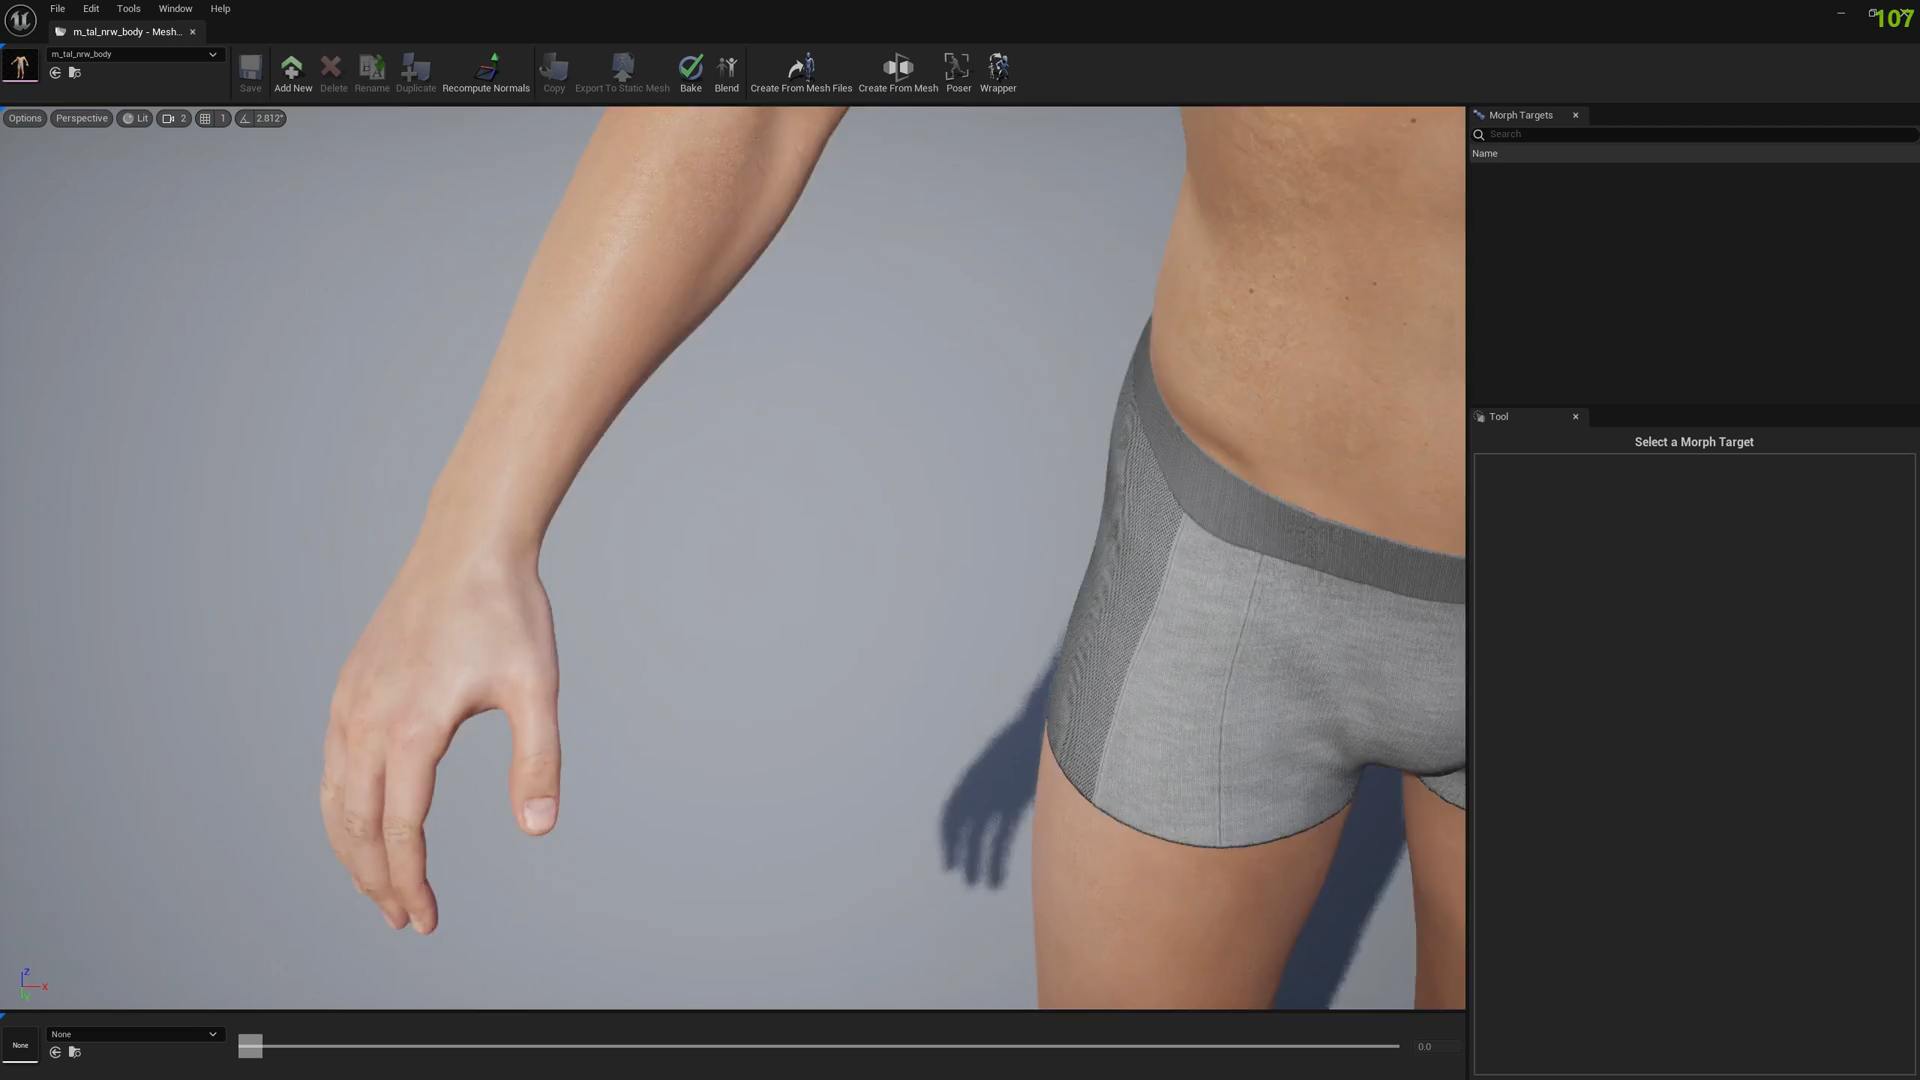 File Edit Tools Window Help
107
m_tal_nrw_body - Mesh...
m_tal_nrw_body
Save Add New Delete Rename Duplicate Recompute Normals Copy Export To Static Mesh Bake Blend Create From Mesh Files Create From Mesh Poser Wrapper
Options Perspective Lit 2 1 2.812°
Morph Targets
Search
Name
Tool
Select a Morph Target
Z
X
Y
None
None
0.0